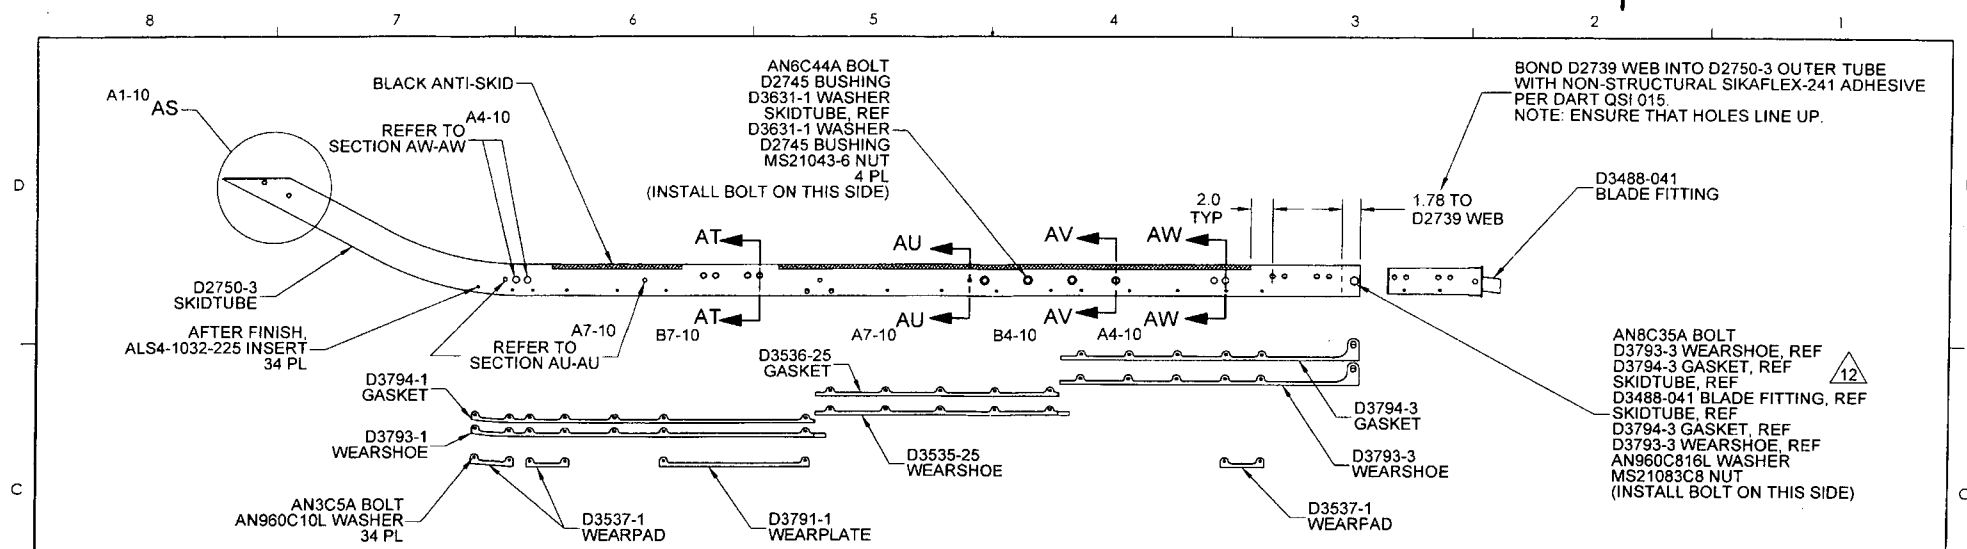 8 7 6 5 4 3 2 1
A1-10
AS
BLACK ANTI-SKID
A4-10
REFER TO
SECTION AW-AW
AN6C44A BOLT
D2745 BUSHING
D3631-1 WASHER
SKIDTUBE, REF
D3631-1 WASHER
D2745 BUSHING
MS21043-6 NUT
4 PL
(INSTALL BOLT ON THIS SIDE)
BOND D2739 WEB INTO D2750-3 OUTER TUBE
WITH NON-STRUCTURAL SIKAFLEX-241 ADHESIVE
PER DART QSI 015.
NOTE: ENSURE THAT HOLES LINE UP.
D
D3488-041
BLADE FITTING
2.0
TYP
1.78 TO
D2739 WEB
AT
AU
AV
AW
D2750-3
SKIDTUBE
AT
AU
AV
AW
AFTER FINISH,
ALS4-1032-225 INSERT
34 PL
A7-10
REFER TO
SECTION AU-AU
B7-10
A7-10
B4-10
A4-10
D3536-25
GASKET
D3794-1
GASKET
D3793-1
WEARSHOE
D3535-25
WEARSHOE
D3794-3
GASKET
D3793-3
WEARSHOE
AN8C35A BOLT
D3793-3 WEARSHOE, REF
D3794-3 GASKET, REF
SKIDTUBE, REF
D3488-041 BLADE FITTING, REF
SKIDTUBE, REF
D3794-3 GASKET, REF
D3793-3 WEARSHOE, REF
AN960C816L WASHER
MS21083C8 NUT
(INSTALL BOLT ON THIS SIDE)
12
C
AN3C5A BOLT
AN960C10L WASHER
34 PL
D3537-1
WEARPAD
D3791-1
WEARPLATE
D3537-1
WEARPAD